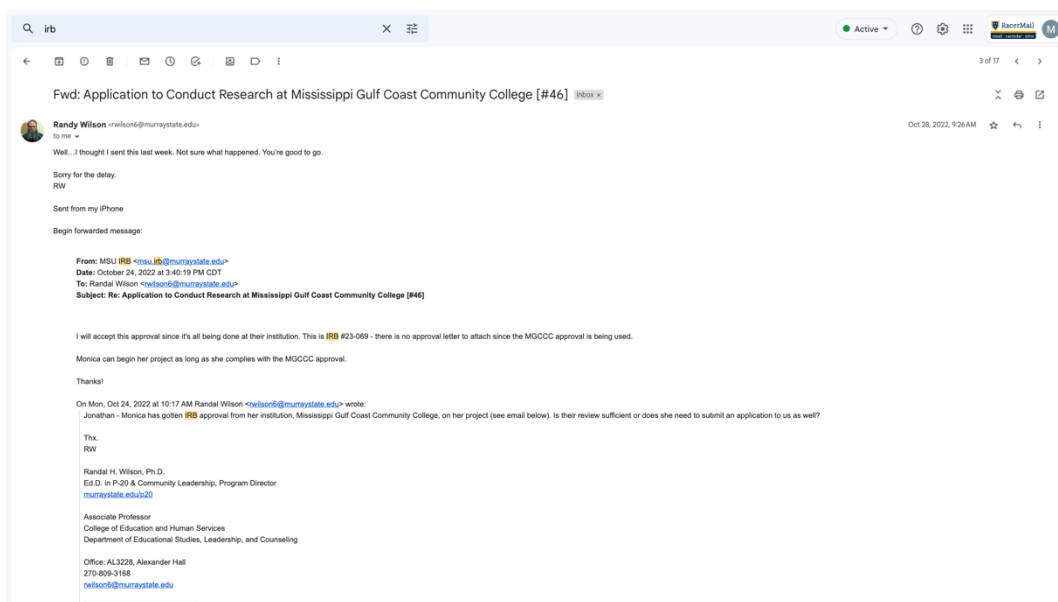 irb
Active
RacerMail
M
3 of 17
Fwd: Application to Conduct Research at Mississippi Gulf Coast Community College [#46] Inbox ×
Randy Wilson <rwilson6@murraystate.edu>
Oct 28, 2022, 9:26 AM
to me
Well…I thought I sent this last week. Not sure what happened. You're good to go.
Sorry for the delay.
RW
Sent from my iPhone
Begin forwarded message:
From: MSU IRB <msu.irb@murraystate.edu>
Date: October 24, 2022 at 3:40:19 PM CDT
To: Randal Wilson <rwilson6@murraystate.edu>
Subject: Re: Application to Conduct Research at Mississippi Gulf Coast Community College [#46]
I will accept this approval since it's all being done at their institution. This is IRB #23-069 - there is no approval letter to attach since the MGCCC approval is being used.
Monica can begin her project as long as she complies with the MGCCC approval.
Thanks!
On Mon, Oct 24, 2022 at 10:17 AM Randal Wilson <rwilson6@murraystate.edu> wrote:
Jonathan - Monica has gotten IRB approval from her institution, Mississippi Gulf Coast Community College, on her project (see email below). Is their review sufficient or does she need to submit an application to us as well?
Thx.
RW
Randal H. Wilson, Ph.D.
Ed.D. in P-20 & Community Leadership, Program Director
murraystate.edu/p20
Associate Professor
College of Education and Human Services
Department of Educational Studies, Leadership, and Counseling
Office: AL3228, Alexander Hall
270-809-3168
rwilson6@murraystate.edu